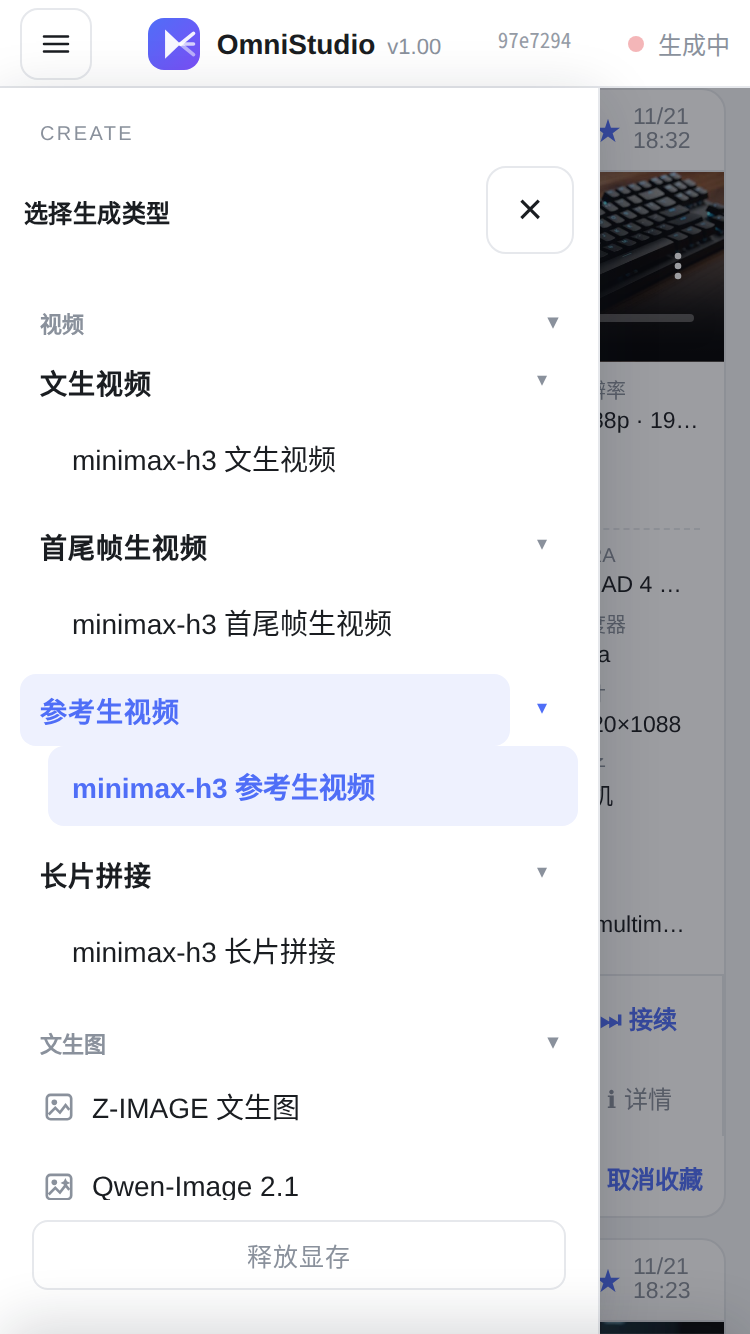 OmniStudio v1.00 97e7294 生成中
CREATE
选择生成类型
视频 ▼
文生视频 ▼
minimax-h3 文生视频
首尾帧生视频 ▼
minimax-h3 首尾帧生视频
参考生视频 ▼
minimax-h3 参考生视频
长片拼接 ▼
minimax-h3 长片拼接
文生图 ▼
Z-IMAGE 文生图
Qwen-Image 2.1
释放显存
★ 11/21
18:32
率
38p · 19…
AD 4 …
器
a
20×1088
机
multim…
⏭ 接续
ℹ 详情
取消收藏
★ 11/21
18:23